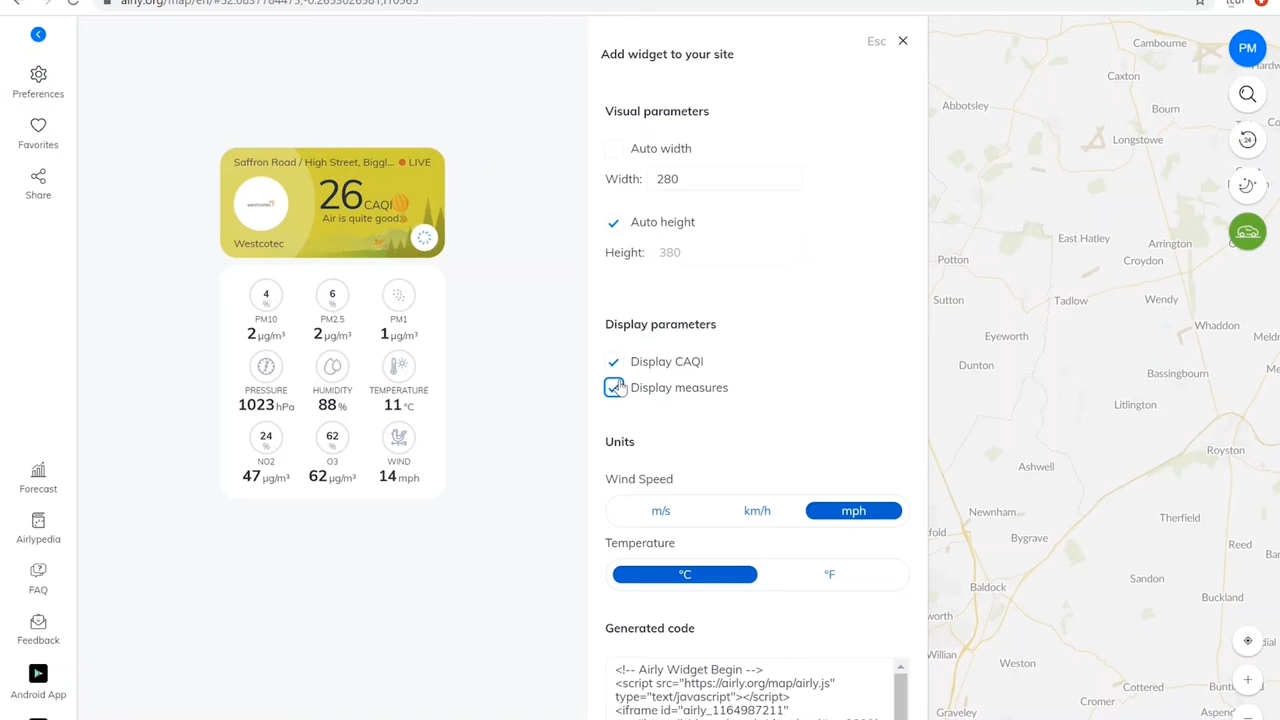 Preferences
Favorites
Share
Forecast
Airlypedia
FAQ
Feedback
Android App
Saffron Road / High Street, Biggl... LIVE
westcotec
26 CAQI
Air is quite good...
Westcotec
4 %
PM10
2 µg/m³
6 %
PM2.5
2 µg/m³
PM1
1 µg/m³
PRESSURE
1023 hPa
HUMIDITY
88 %
TEMPERATURE
11 °C
24 %
NO2
47 µg/m³
62 %
O3
62 µg/m³
WIND
14 mph
Esc
Add widget to your site
Visual parameters
Auto width
Width: 280
Auto height
Height: 380
Display parameters
Display CAQI
Display measures
Units
Wind Speed
m/s km/h mph
Temperature
°C °F
Generated code
<!-- Airly Widget Begin -->
<script src="https://airly.org/map/airly.js"
type="text/javascript"></script>
<iframe id="airly_1164987211"
PM
24
Cambourne
Caxton
Abbotsley
Bourn
Longstowe
East Hatley
Arrington
Potton
Croydon
Sutton
Tadlow
Wendy
Whaddon
Eyeworth
Dunton
Wrestlingworth
Bassingbourn
Litlington
Royston
Ashwell
Newnham
Therfield
Bygrave
Reed
Sandon
Baldock
Buckland
Willian
Weston
Cottered
Westmill
Cromer
Graveley
Ardeley
Aspenden